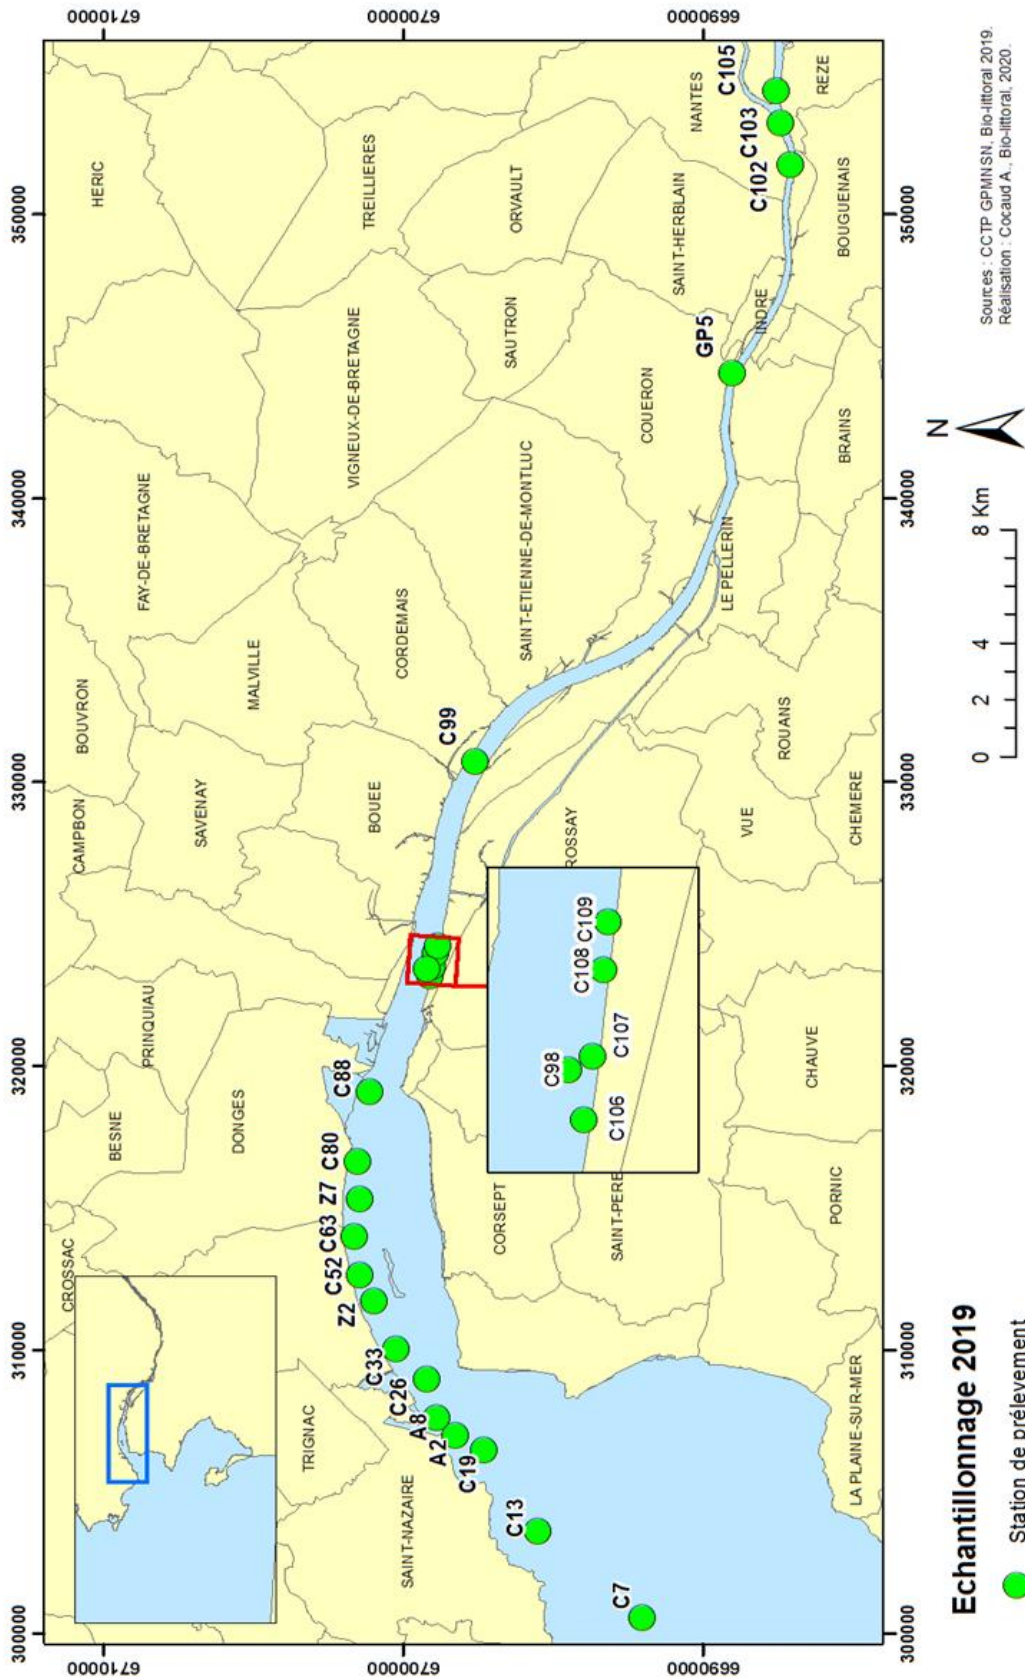 300000 310000 320000 330000 340000 350000
6710000 6710000
CROSSAC
BESNE
CAMPBON
BOUVRON
HERIC
PRINQUIAU
FAY-DE-BRETAGNE
SAVENAY
DONGES
MALVILLE
TRIGNAC
C88
C80
Z7
C63
C52
Z2
VIGNEUX-DE-BRETAGNE
TREILLIERES
BOUEE
CORDEMAIS
C33
C26
6700000 6700000
SAINT-NAZAIRE
A8
A2
C19
C99
SAUTRON
ORVAULT
SAINT-ETIENNE-DE-MONTLUC
C13
CORSEPT
C98
C108 C109
C106 C107
ROSSAY
C7
SAINT-PERE
COUERON
SAINT-HERBLAIN
NANTES
6690000 6690000
GP5
C102
C103
C105
LE PELLERIN
INDRE
VUE
ROUANS
CHAUVE
REZE
PORNIC
BRAINS
BOUGUENAIS
LA PLAINE-SUR-MER
CHEMERE
Echantillonnage 2019
Station de prélevement
0 2 4 8 Km
N
Sources : CCTP GPMNSN, Bio-littoral 2019.
Réalisation : Cocaud A., Bio-littoral, 2020.